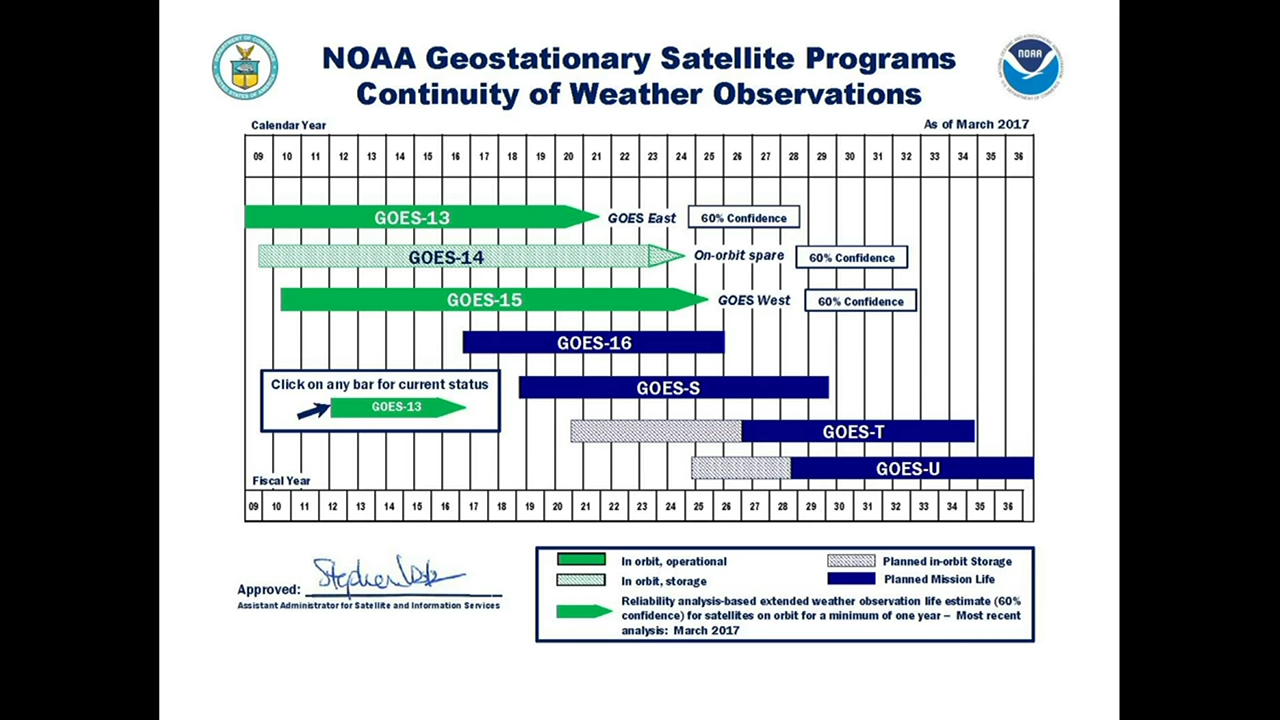 NOAA Geostationary Satellite Programs
Continuity of Weather Observations
NOAA
Calendar Year
As of March 2017
09 10 11 12 13 14 15 16 17 18 19 20 21 22 23 24 25 26 27 28 29 30 31 32 33 34 35 36
GOES-13 GOES East 60% Confidence
GOES-14 On-orbit spare 60% Confidence
GOES-15 GOES West 60% Confidence
GOES-16
Click on any bar for current status
GOES-S
GOES-13
GOES-T
GOES-U
Fiscal Year
09 10 11 12 13 14 15 16 17 18 19 20 21 22 23 24 25 26 27 28 29 30 31 32 33 34 35 36
Approved:
Assistant Administrator for Satellite and Information Services
In orbit, operational
Planned in-orbit Storage
In orbit, storage
Planned Mission Life
Reliability analysis-based extended weather observation life estimate (60%
confidence) for satellites on orbit for a minimum of one year – Most recent
analysis: March 2017